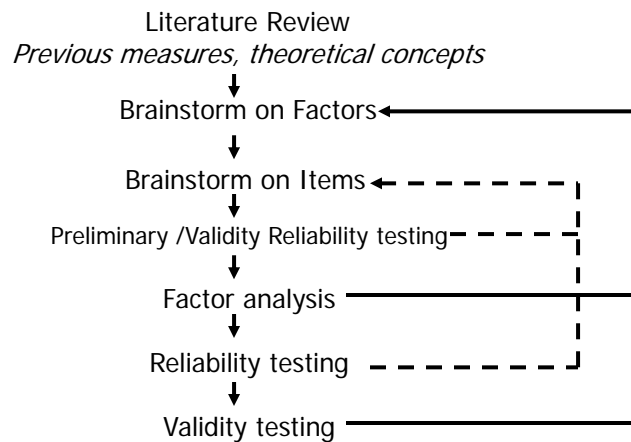 Literature Review
Previous measures, theoretical concepts
Brainstorm on Factors
Brainstorm on Items
Preliminary /Validity Reliability testing
Factor analysis
Reliability testing
Validity testing